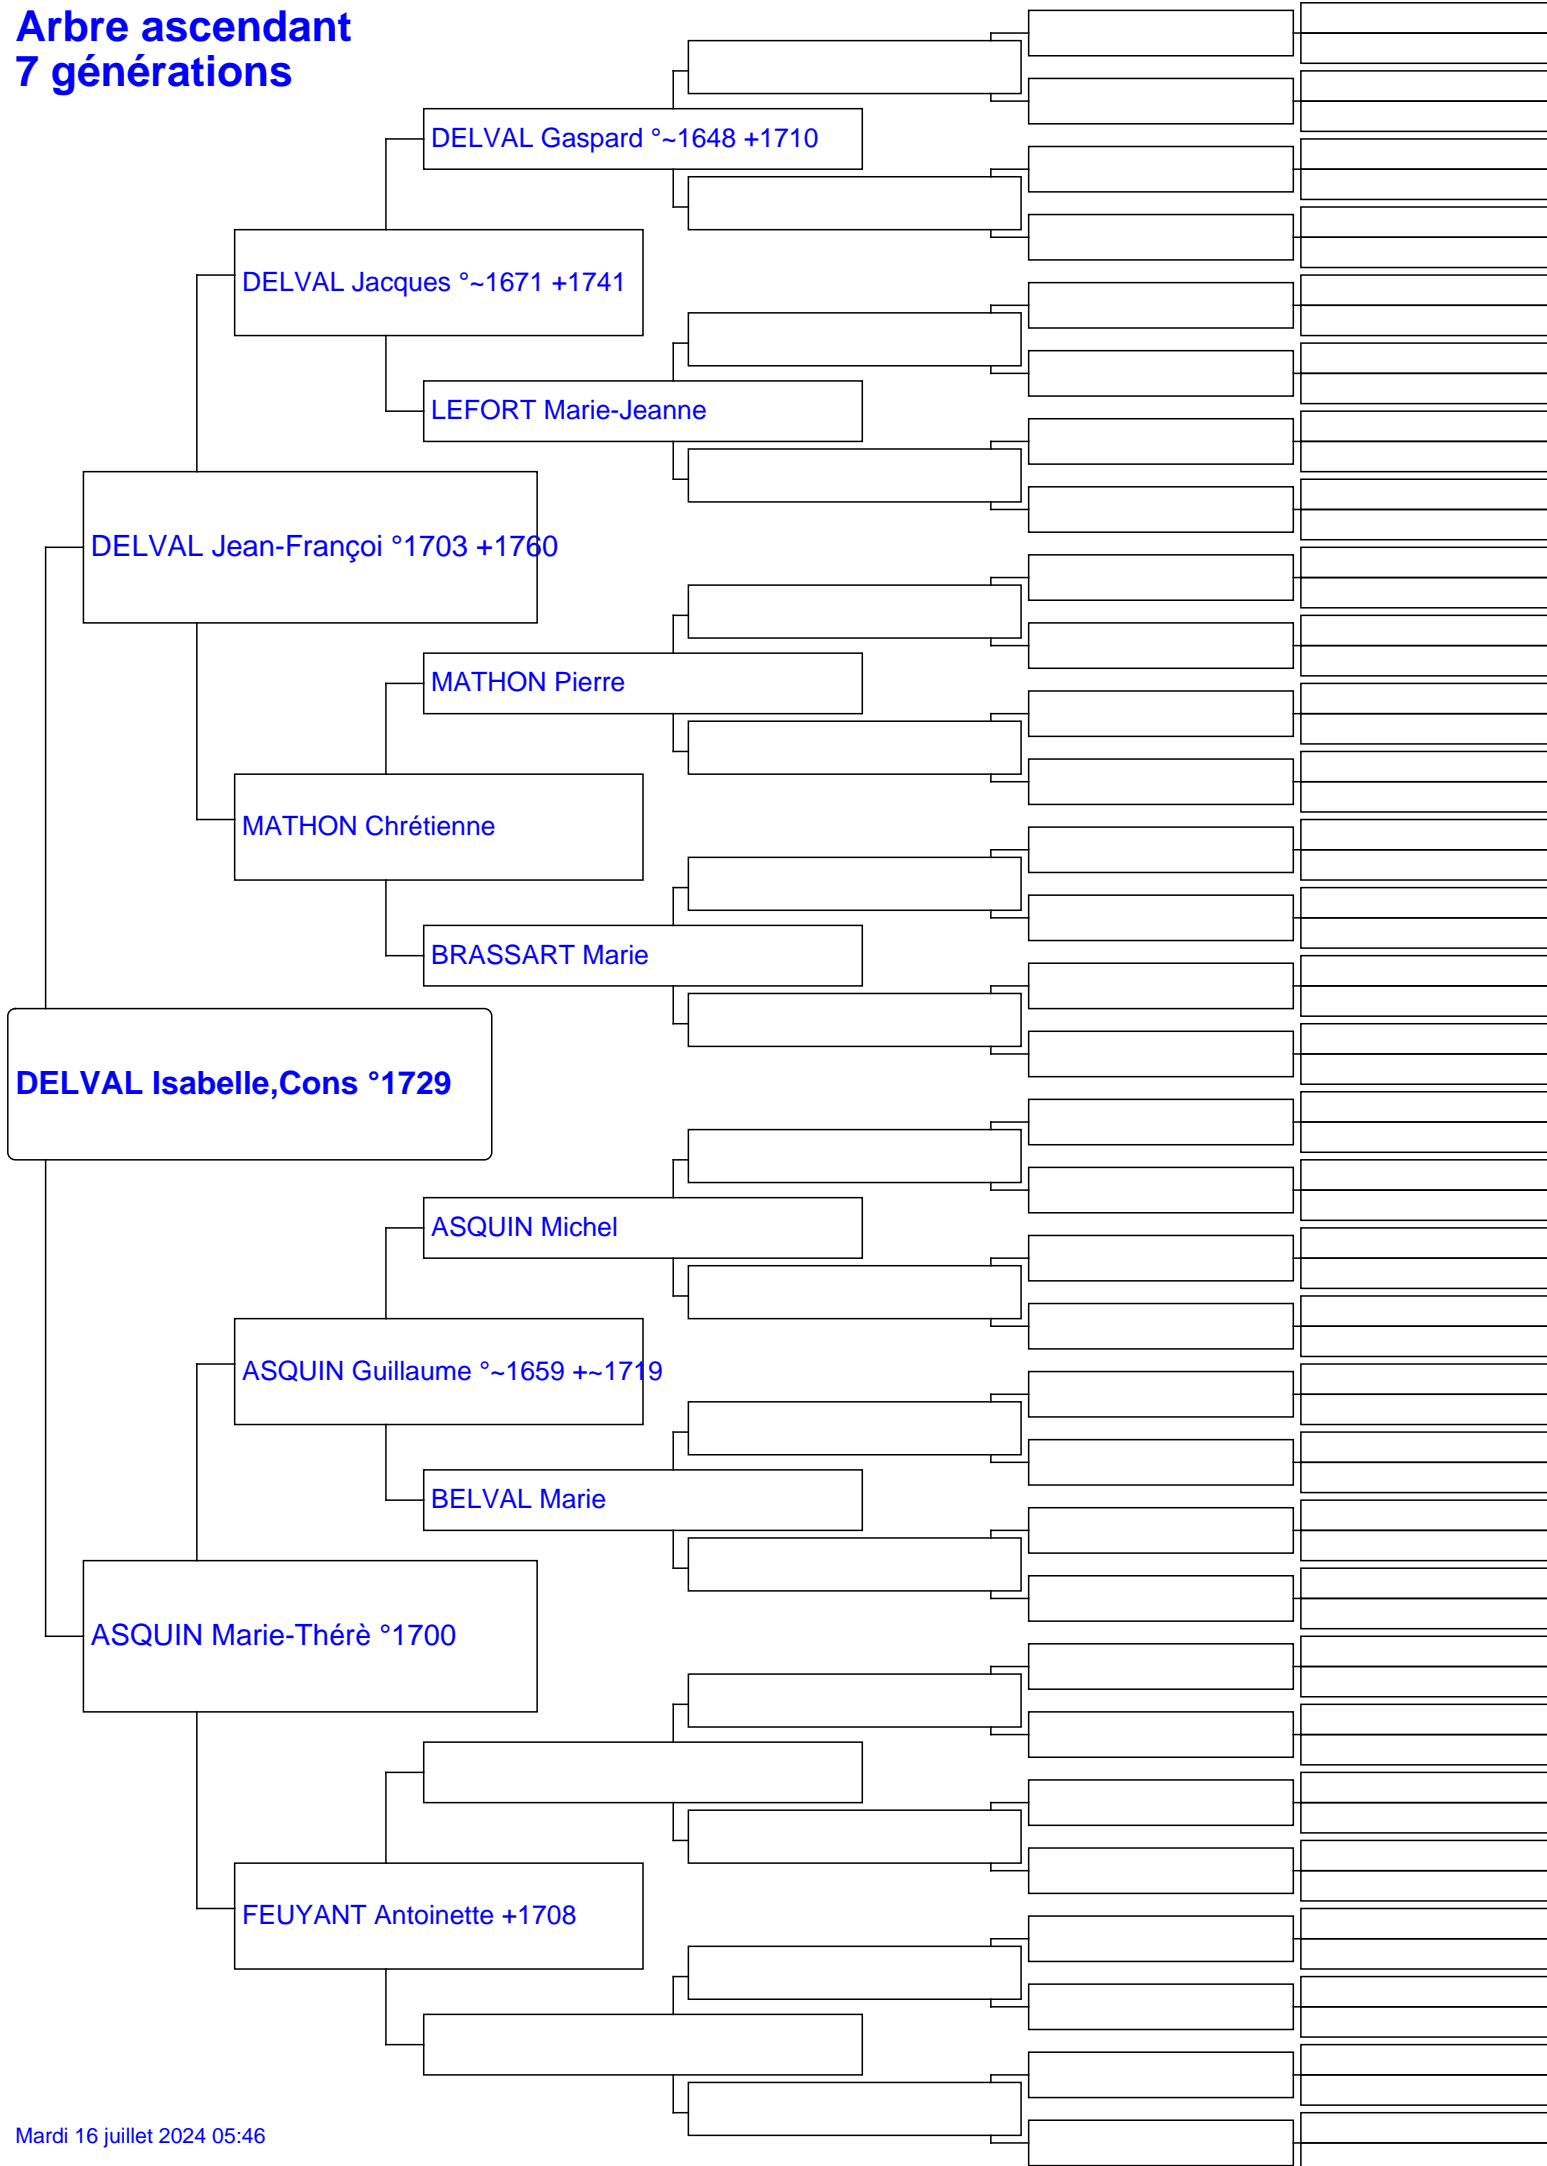 Arbre ascendant
7 générations
DELVAL Gaspard °~1648 +1710
DELVAL Jacques °~1671 +1741
LEFORT Marie-Jeanne
DELVAL Jean-Françoi °1703 +1760
MATHON Pierre
MATHON Chrétienne
BRASSART Marie
DELVAL Isabelle,Cons °1729
ASQUIN Michel
ASQUIN Guillaume °~1659 +~1719
BELVAL Marie
ASQUIN Marie-Thérè °1700
FEUYANT Antoinette +1708
Mardi 16 juillet 2024 05:46